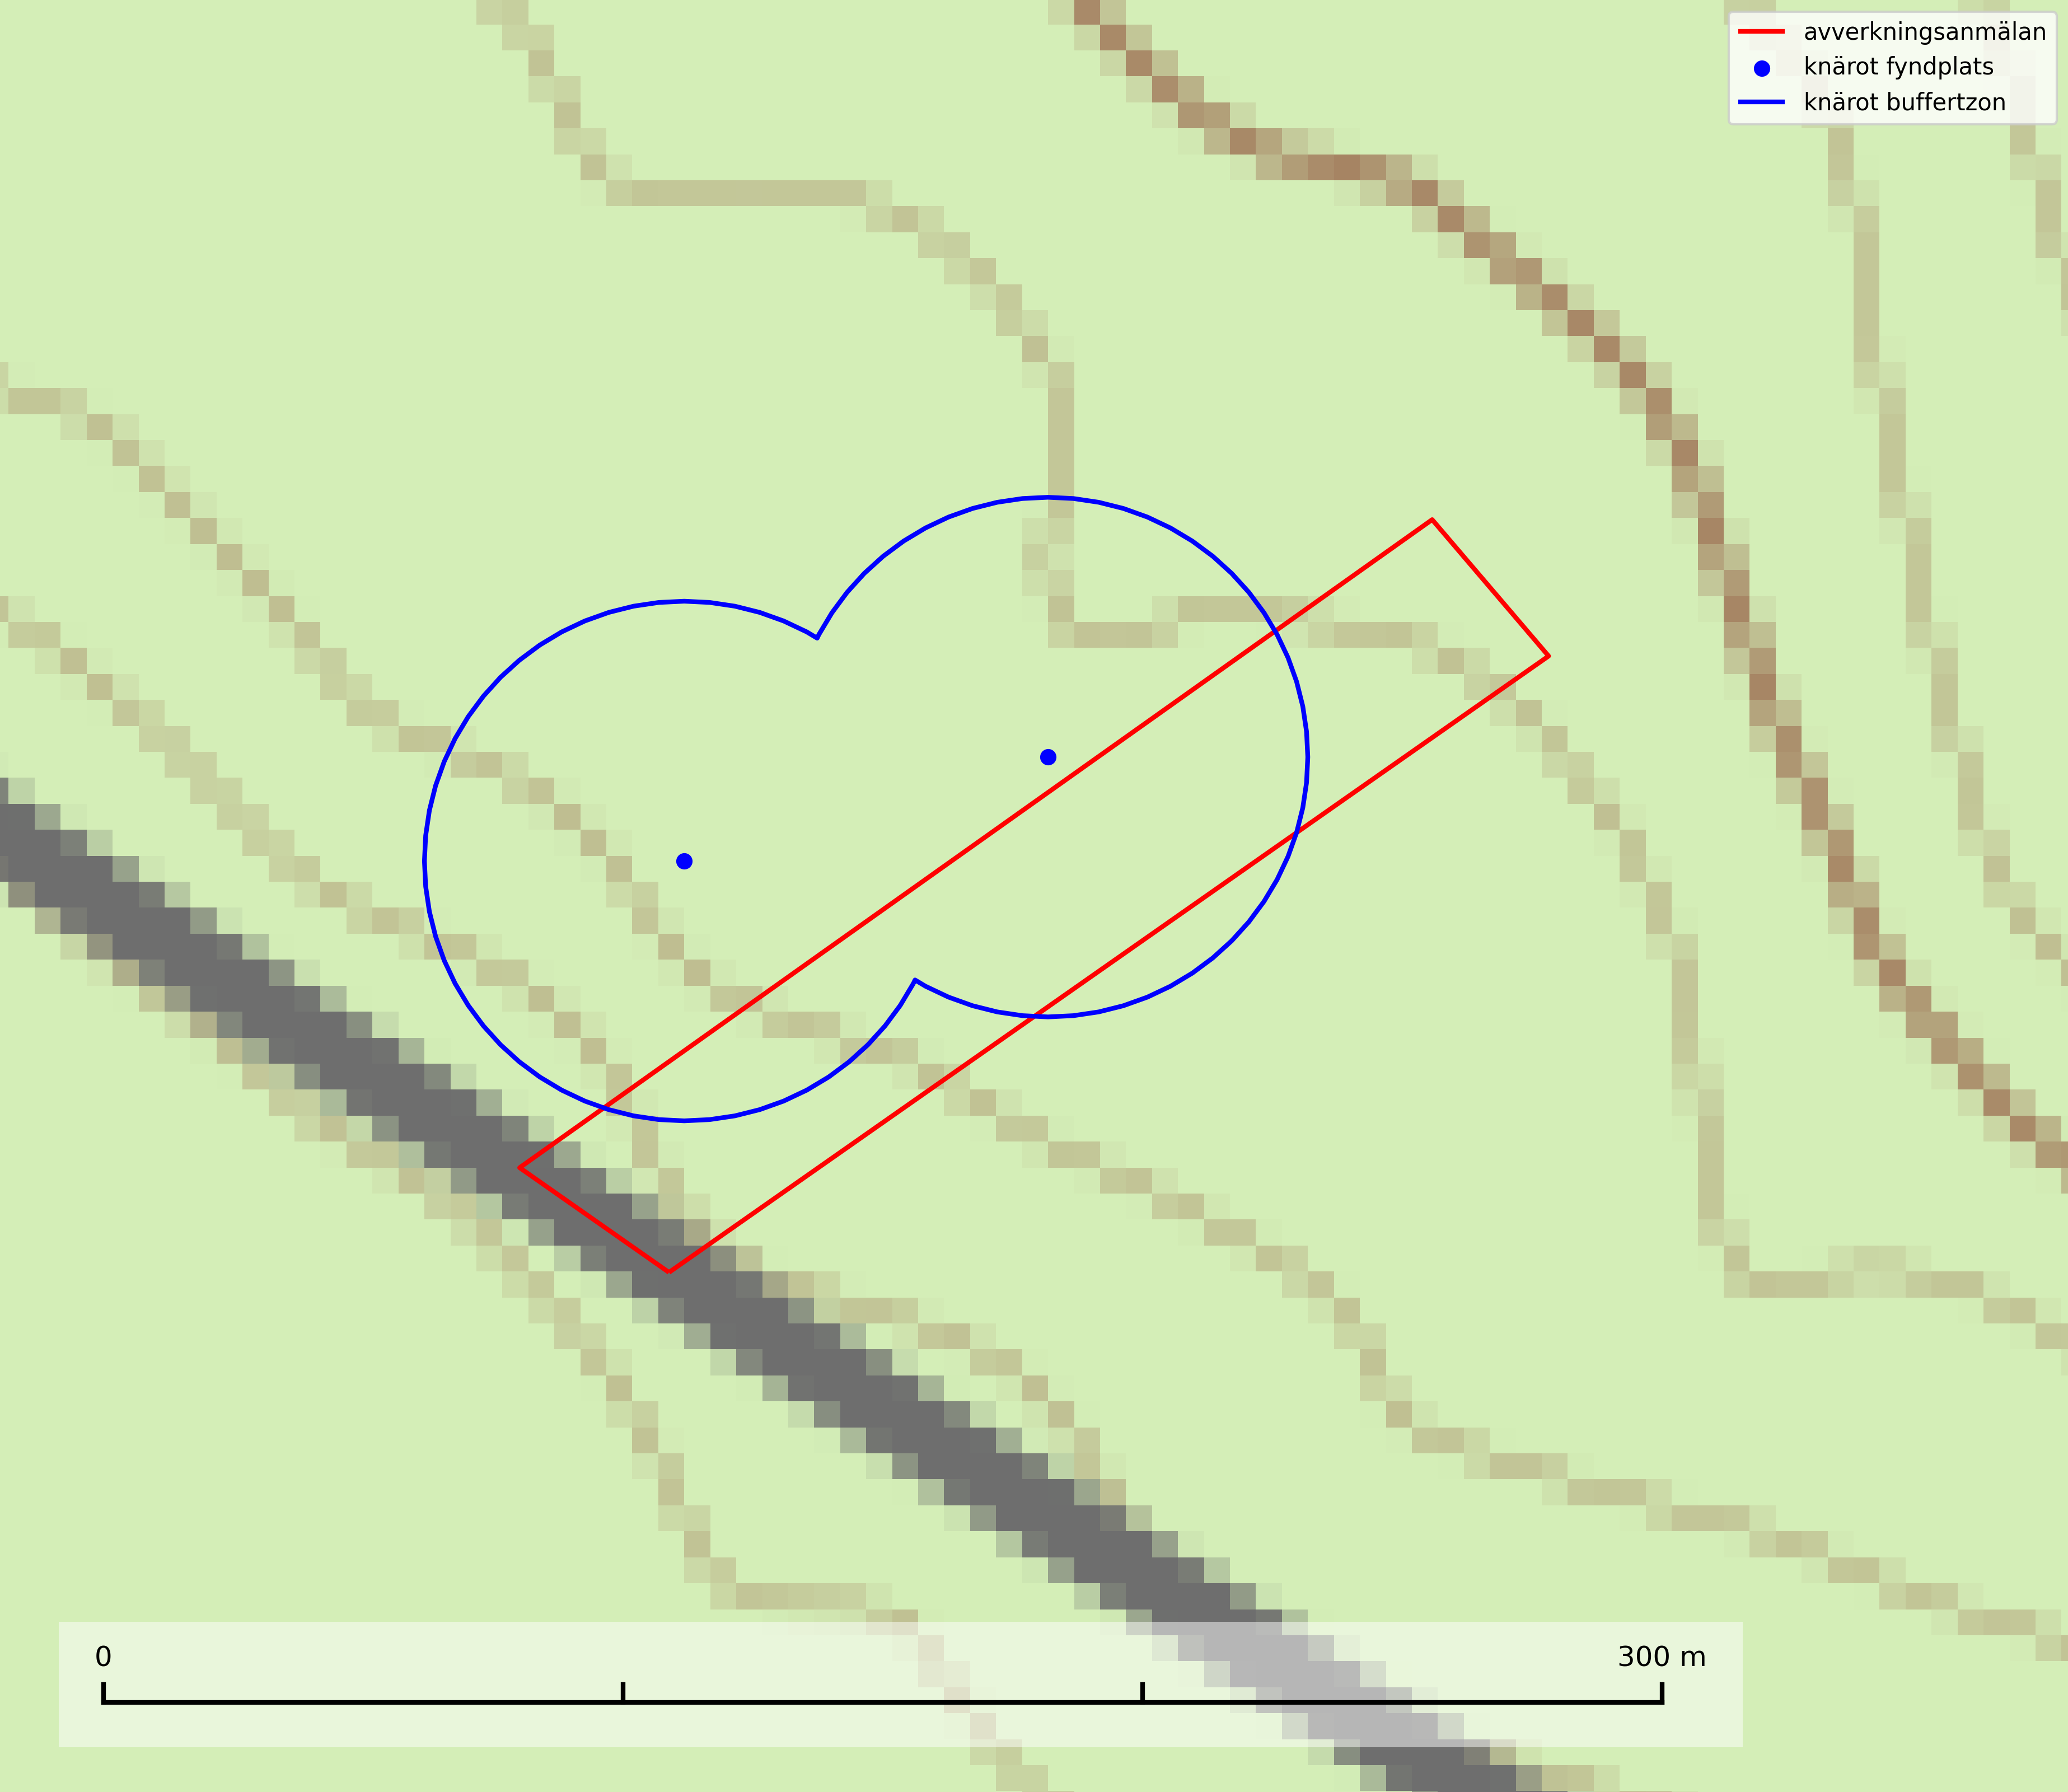 avverkningsanmälan
knärot fyndplats
knärot buffertzon
0
300 m